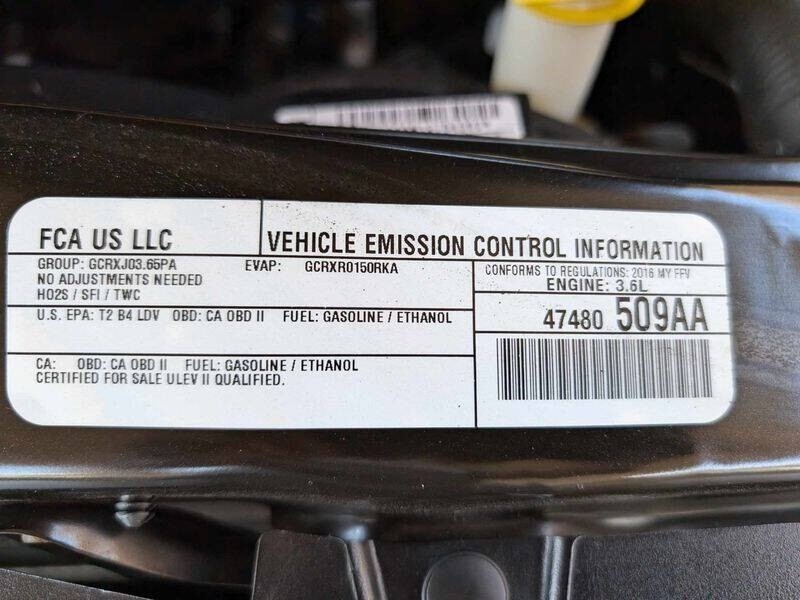 FCA US LLC
VEHICLE EMISSION CONTROL INFORMATION
GROUP: GCRXJ03.65PA EVAP: GCRXR0150RKA
NO ADJUSTMENTS NEEDED
HO2S / SFI / TWC
CONFORMS TO REGULATIONS: 2016 MY FFV
ENGINE: 3.6L
U.S. EPA: T2 B4 LDV OBD: CA OBD II FUEL: GASOLINE / ETHANOL
47480 509AA
CA: OBD: CA OBD II FUEL: GASOLINE / ETHANOL
CERTIFIED FOR SALE ULEV II QUALIFIED.